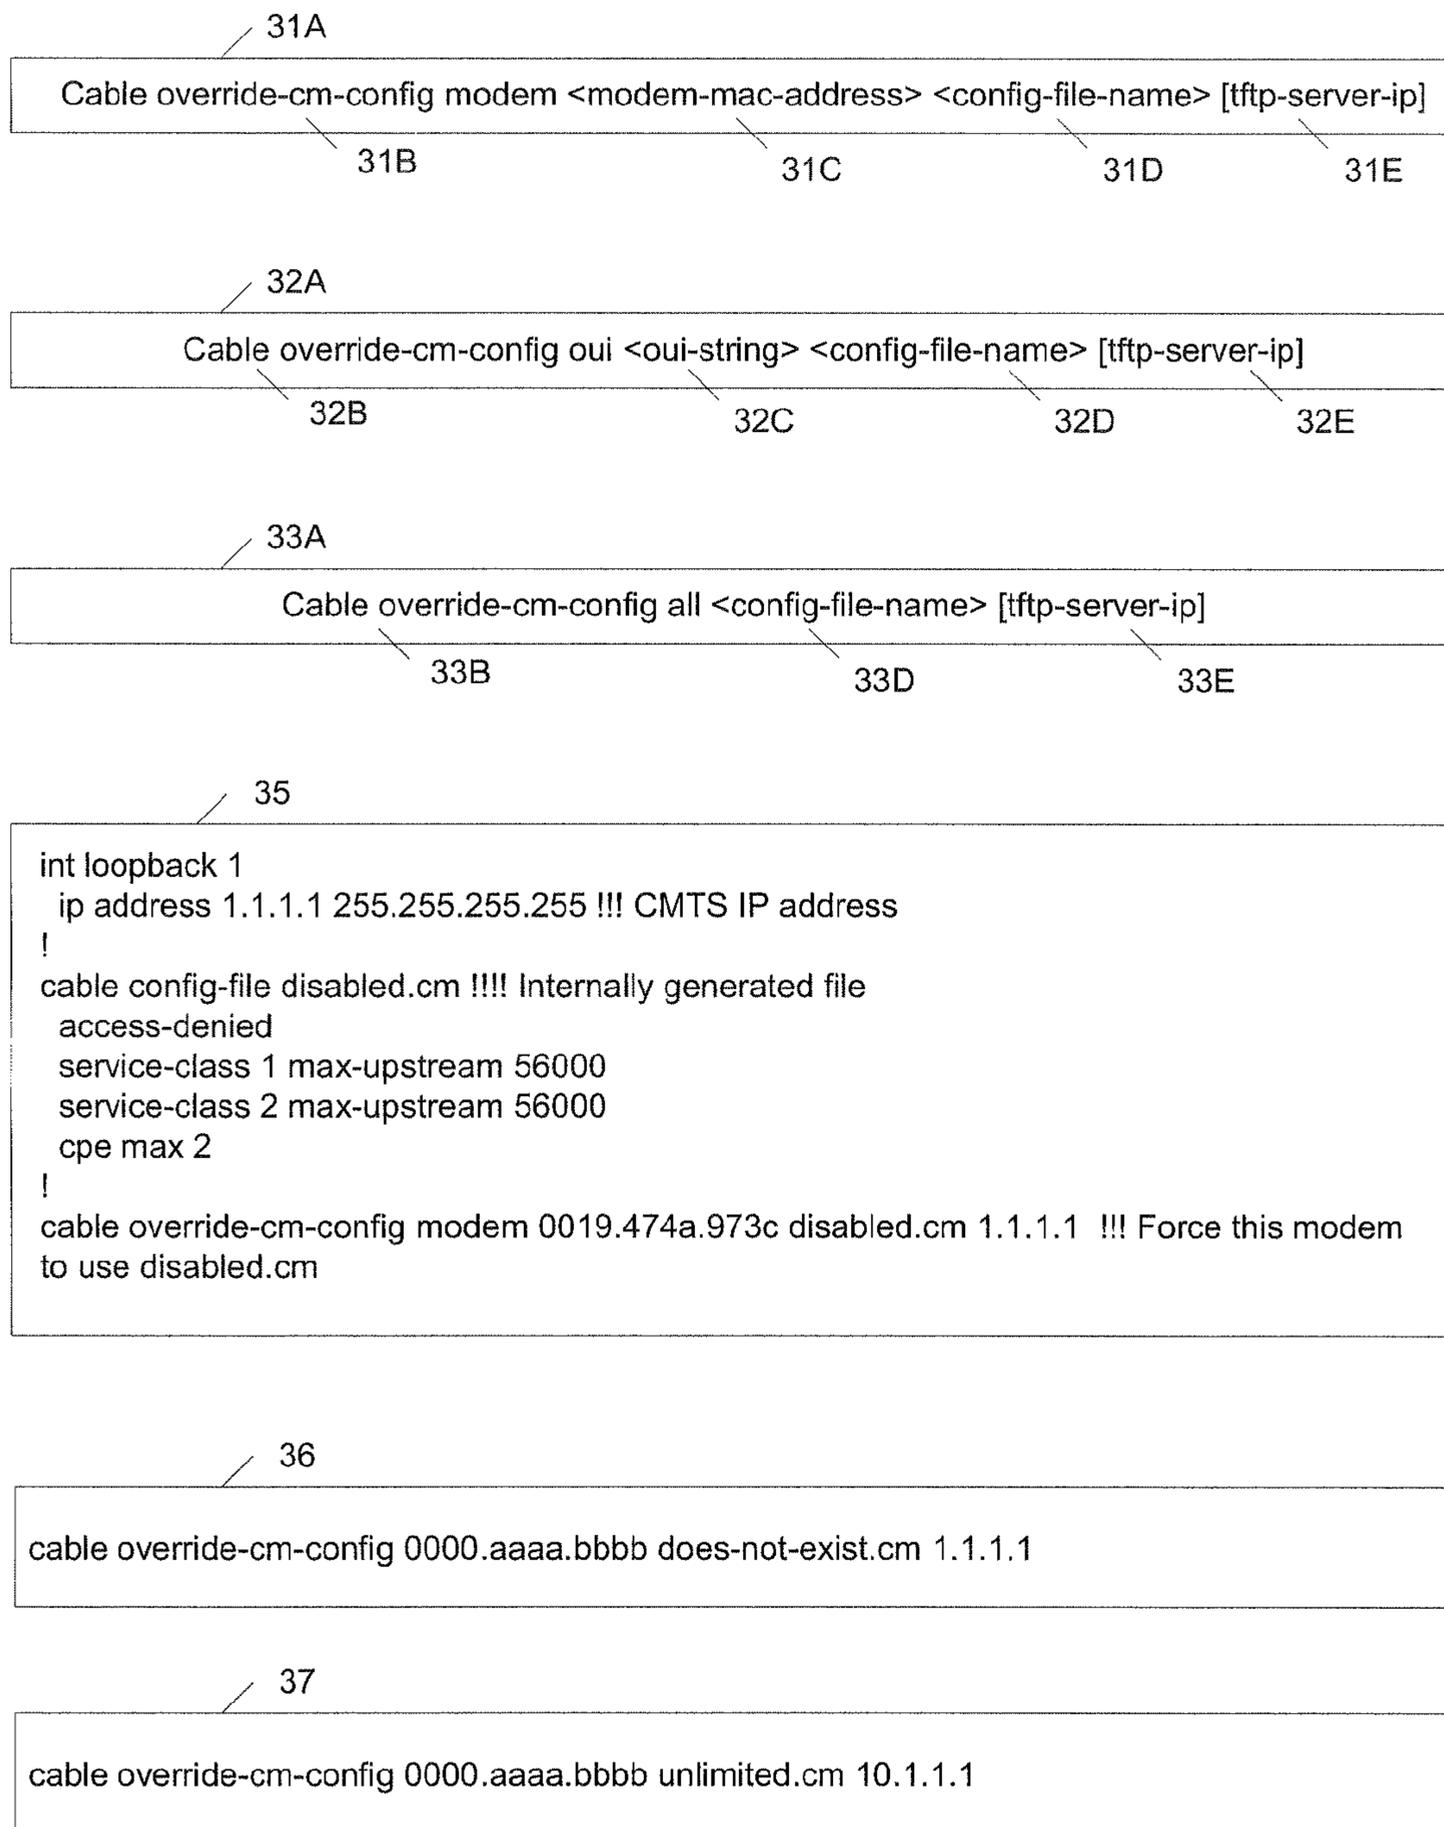 31A
Cable override-cm-config modem <modem-mac-address> <config-file-name> [tftp-server-ip]
31B
31C
31D
31E
32A
Cable override-cm-config oui <oui-string> <config-file-name> [tftp-server-ip]
32B
32C
32D
32E
33A
Cable override-cm-config all <config-file-name> [tftp-server-ip]
33B
33D
33E
35
int loopback 1
ip address 1.1.1.1 255.255.255.255 !!! CMTS IP address
!
cable config-file disabled.cm !!!! Internally generated file
access-denied
service-class 1 max-upstream 56000
service-class 2 max-upstream 56000
cpe max 2
!
cable override-cm-config modem 0019.474a.973c disabled.cm 1.1.1.1 !!! Force this modem
to use disabled.cm
36
cable override-cm-config 0000.aaaa.bbbb does-not-exist.cm 1.1.1.1
37
cable override-cm-config 0000.aaaa.bbbb unlimited.cm 10.1.1.1